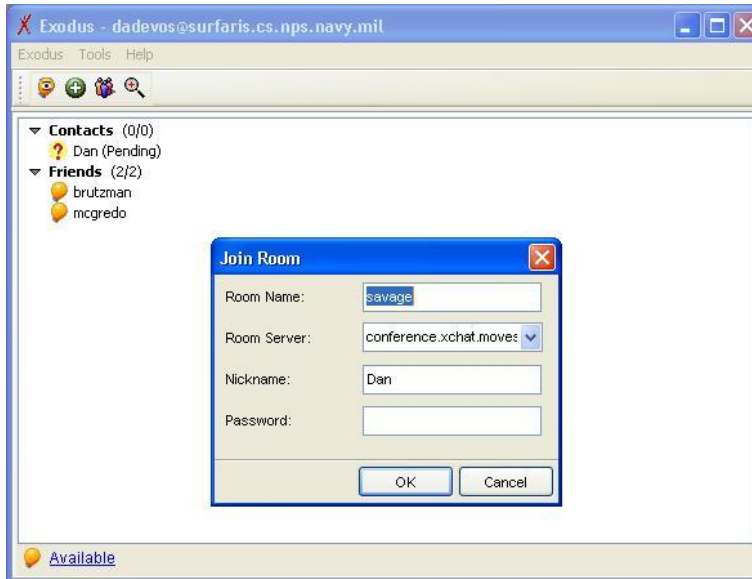 Exodus - dadevos@surfaris.cs.nps.navy.mil
Exodus Tools Help
Contacts (0/0)
? Dan (Pending)
Friends (2/2)
brutzman
mcgredo
Join Room
Room Name: savage
Room Server: conference.xchat.moves
Nickname: Dan
Password:
OK Cancel
Available